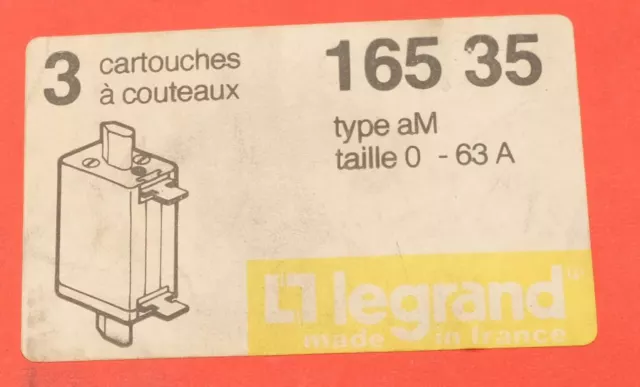 3 cartouches
à couteaux
165 35
type aM
taille 0 - 63 A
legrand
made in france